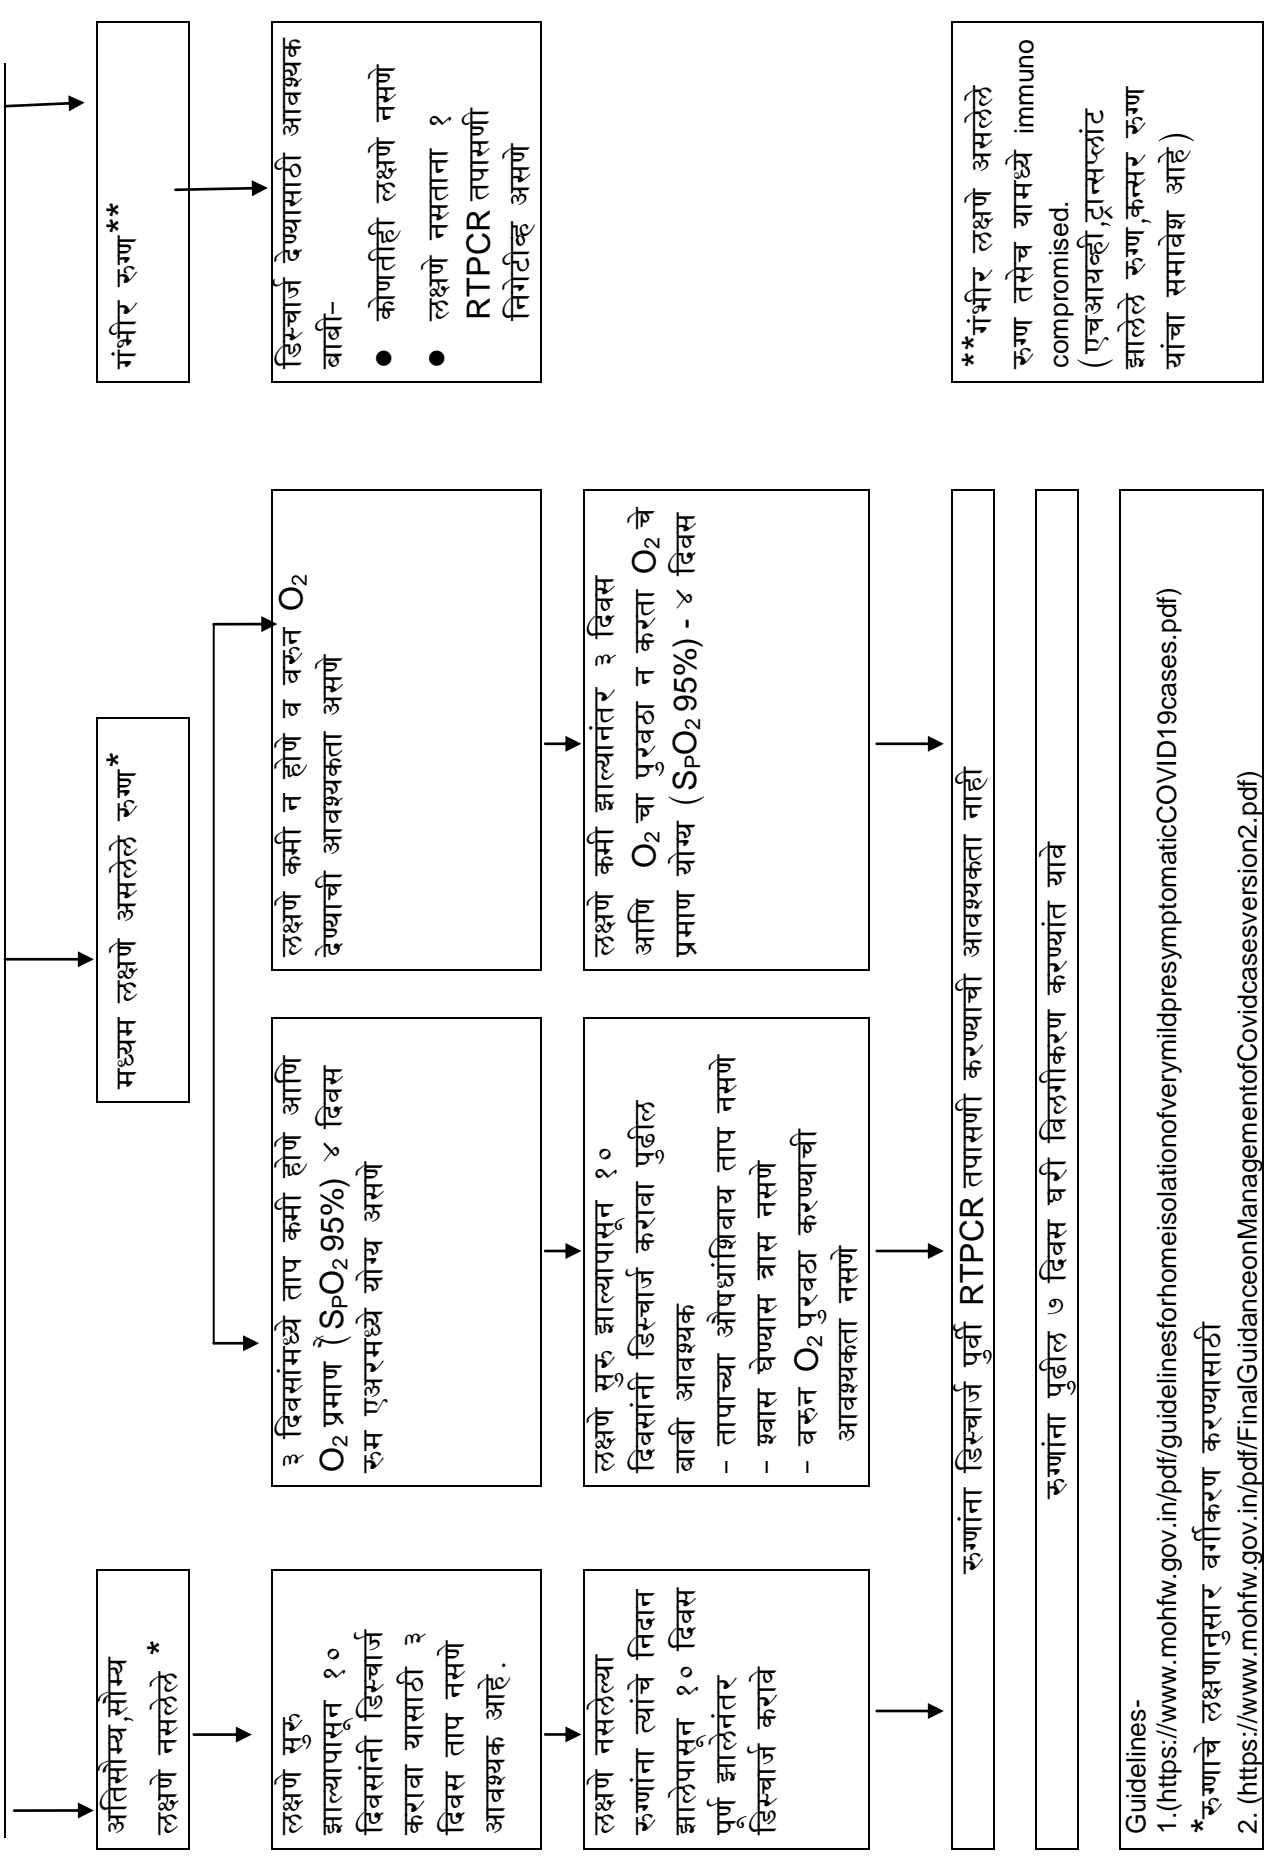 अतिसौम्य,सौम्य
लक्षणे नसलेले *
मध्यम लक्षणे असलेले रुग्ण*
गंभीर रुग्ण**
लक्षणे सुरु
झाल्यापासून १०
दिवसांनी डिस्चार्ज
करावा यासाठी ३
दिवस ताप नसणे
आवश्यक आहे.
३ दिवसांमध्ये ताप कमी होणे आणि
O2 प्रमाण (SPO2 95%) ४ दिवस
रुम एअरमध्ये योग्य असणे
लक्षणे कमी न होणे व वरुन O2
देण्याची आवश्यकता असणे
डिस्चार्ज देण्यासाठी आवश्यक
बाबी–
● कोणतीही लक्षणे नसणे
● लक्षणे नसताना १
RTPCR तपासणी
निगेटीव्ह असणे
लक्षणे नसलेल्या
रुग्णांना त्यांचे निदान
झालेपासून १० दिवस
पूर्ण झालेनंतर
डिस्चार्ज करावे
लक्षणे सुरु झाल्यापासून १०
दिवसांनी डिस्चार्ज करावा पुढील
बाबी आवश्यक
– तापाच्या औषधांशिवाय ताप नसणे
– श्वास घेण्यास त्रास नसणे
– वरुन O2 पुरवठा करण्याची
आवश्यकता नसणे
लक्षणे कमी झाल्यानंतर ३ दिवस
आणि O2 चा पुरवठा न करता O2 चे
प्रमाण योग्य (SPO2 95%) - ४ दिवस
रुग्णांना डिस्चार्ज पुर्वी RTPCR तपासणी करण्याची आवश्यकता नाही
रुग्णांना पुढील ७ दिवस घरी विलगीकरण करण्यांत यावे
**गंभीर लक्षणे असलेले
रुग्ण तसेच यामध्ये immuno
compromised.
(एचआयव्ही,ट्रान्सप्लांट
झालेले रुग्ण,कन्सर रुग्ण
यांचा समावेश आहे)
Guidelines-
1.(https://www.mohfw.gov.in/pdf/guidelinesforhomeisolationofverymildpresymptomaticCOVID19cases.pdf)
*रुग्णाचे लक्षणानुसार वर्गीकरण करण्यासाठी
2. (https://www.mohfw.gov.in/pdf/FinalGuidanceonManagementofCovidcasesversion2.pdf)